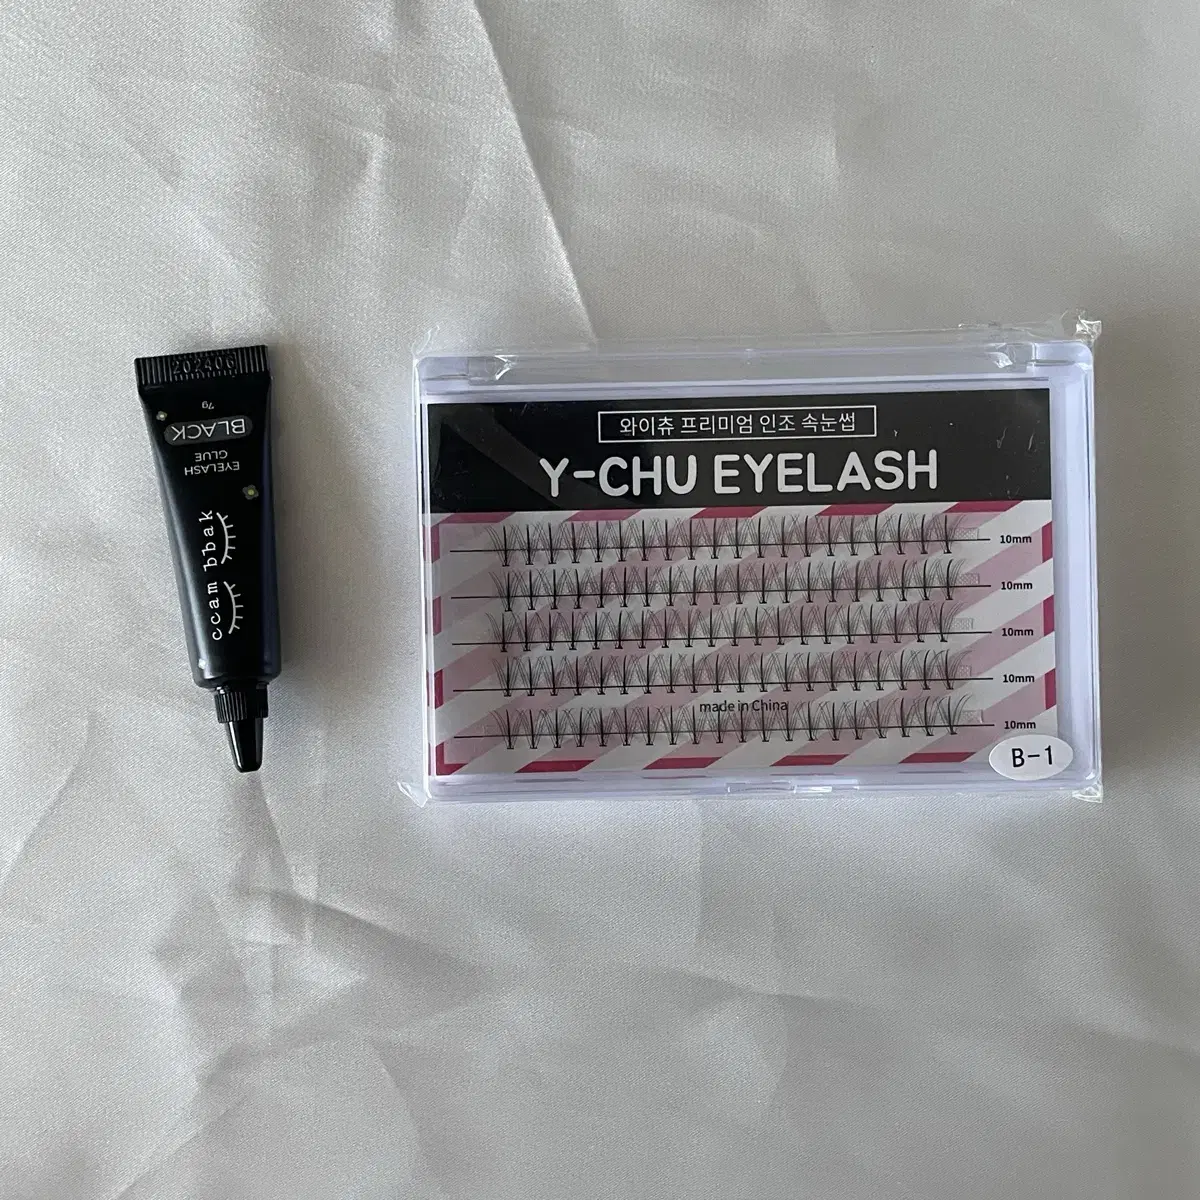 202406
7g
BLACK
EYELASH
GLUE
ccam bbak
와이츄 프리미엄 인조 속눈썹
Y-CHU EYELASH
10mm
10mm
10mm
10mm
made in China
10mm
B-1